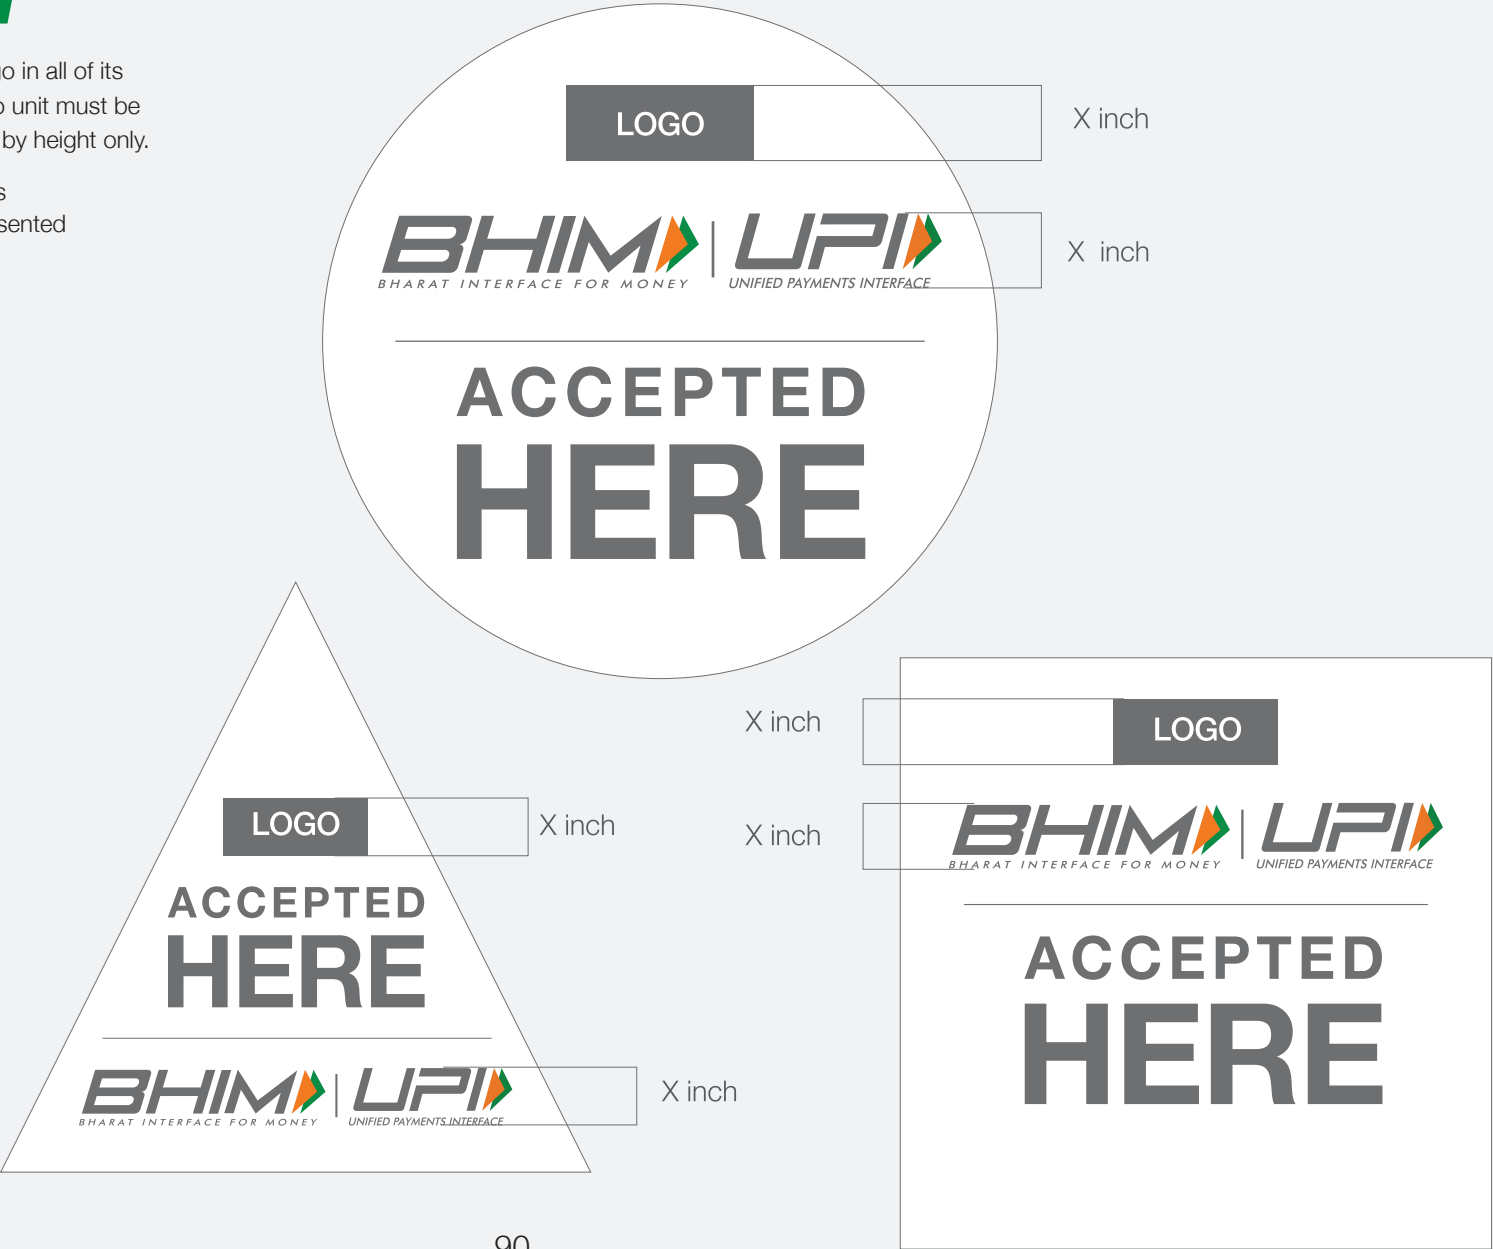 in all of its
unit must be
by height only.
LOGO
X inch
BHIM | UPI
X inch
BHARAT INTERFACE FOR MONEY
UNIFIED PAYMENTS INTERFACE
ACCEPTED
HERE
LOGO
X inch
ACCEPTED
HERE
BHIM | UPI
X inch
BHARAT INTERFACE FOR MONEY
UNIFIED PAYMENTS INTERFACE
X inch
LOGO
X inch
BHIM | UPI
BHARAT INTERFACE FOR MONEY
UNIFIED PAYMENTS INTERFACE
ACCEPTED
HERE
90